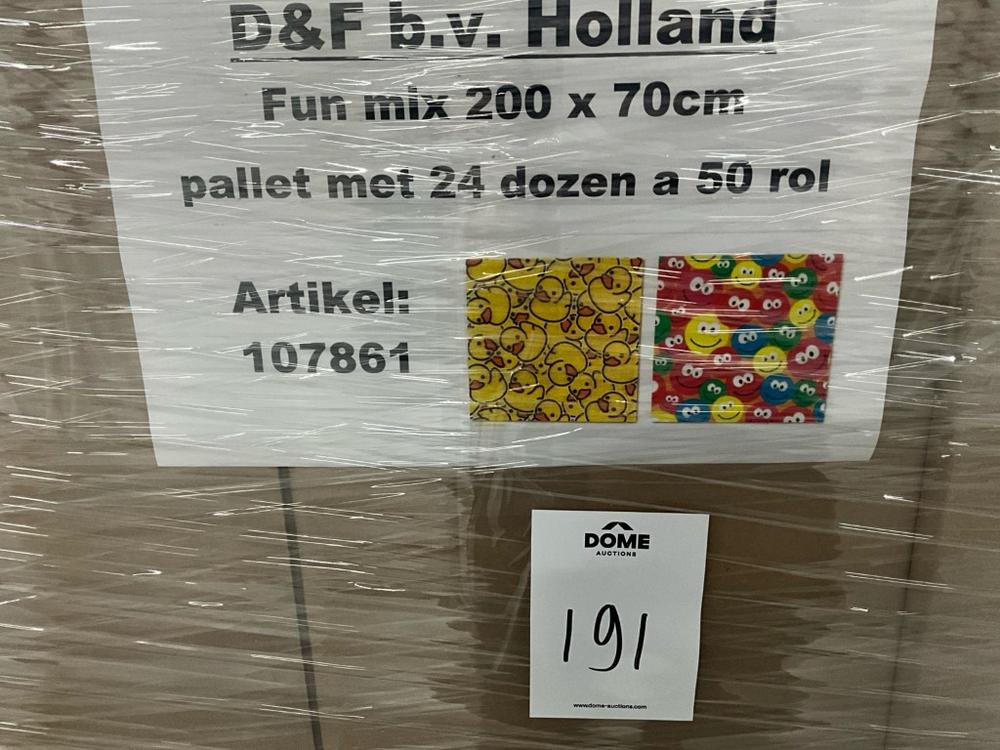 D&F b.v. Holland
Fun mix 200 x 70cm
pallet met 24 dozen a 50 rol
Artikel:
107861
DOME
AUCTIONS
191
www.dome-auctions.com